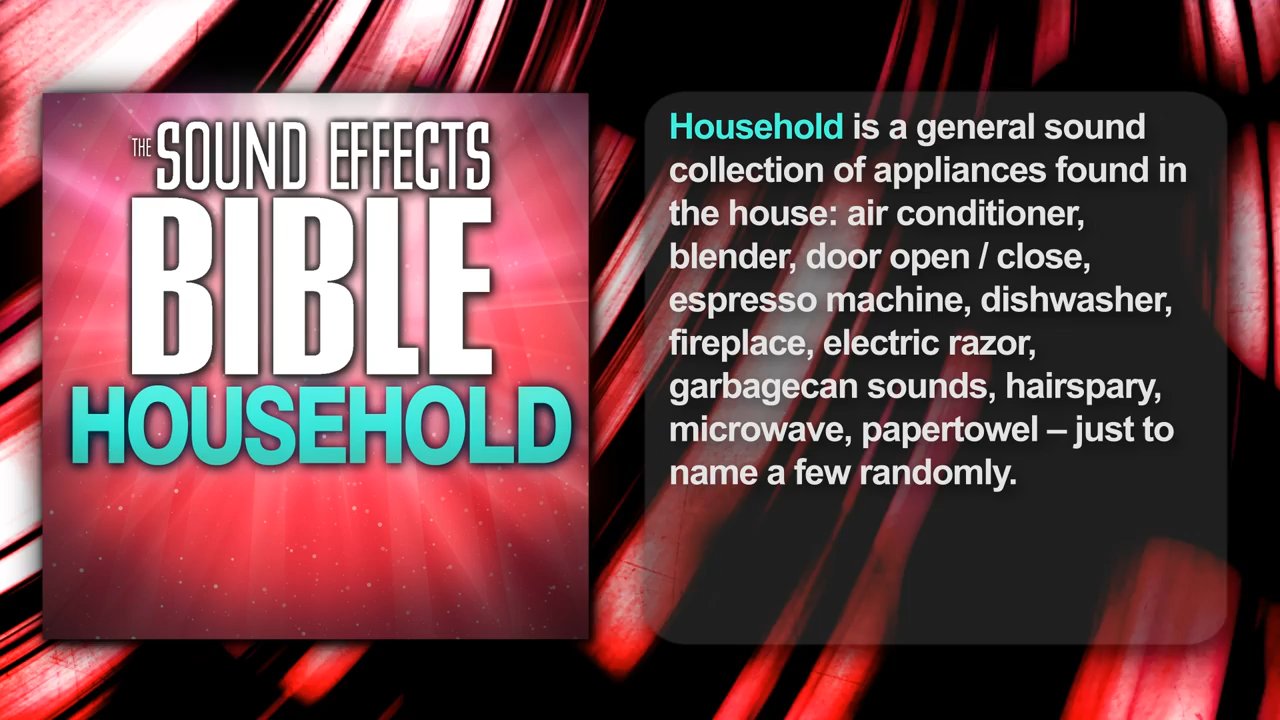 THE SOUND EFFECTS
BIBLE
HOUSEHOLD
Household is a general sound
collection of appliances found in
the house: air conditioner,
blender, door open / close,
espresso machine, dishwasher,
fireplace, electric razor,
garbagecan sounds, hairspary,
microwave, papertowel – just to
name a few randomly.